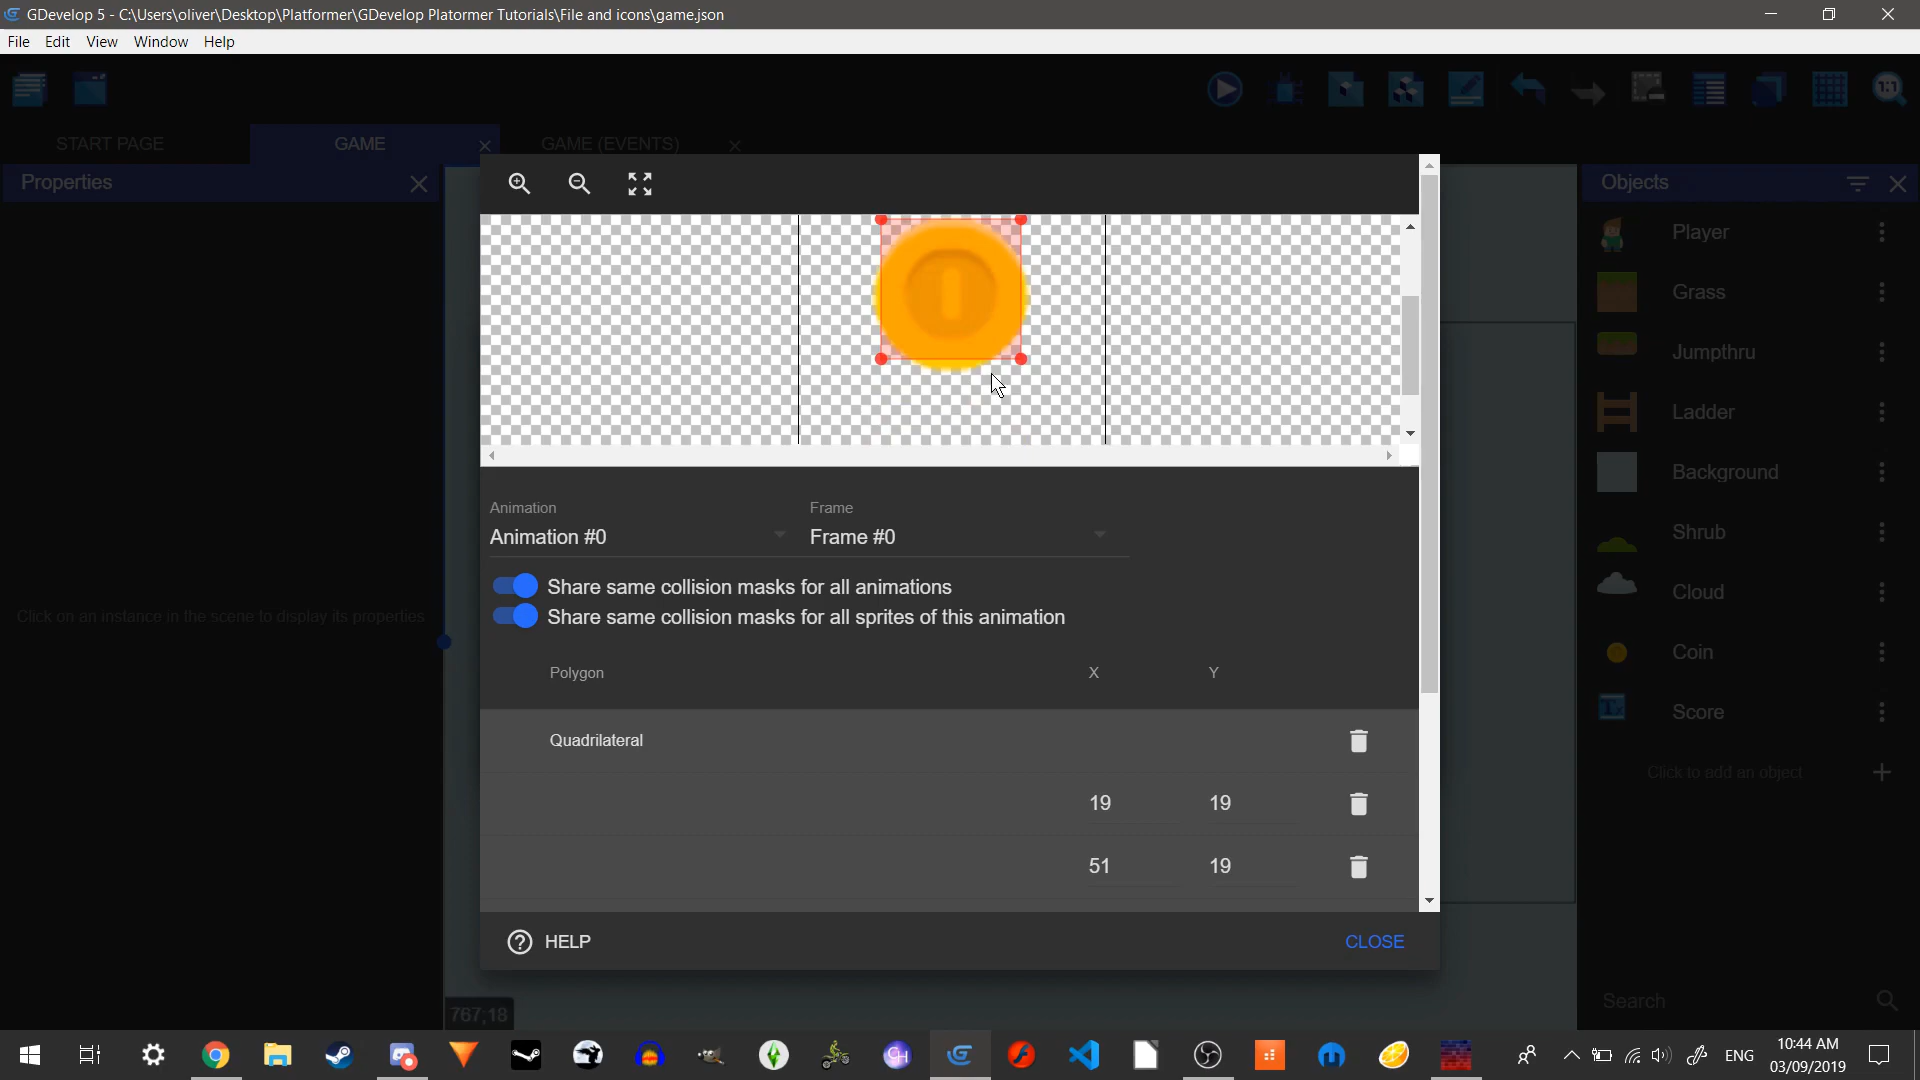 GDevelop 5 - C:\Users\oliver\Desktop\Platformer\GDevelop Platormer Tutorials\File and icons\game.json
File Edit View Window Help
1:1
START PAGE
GAME
GAME (EVENTS)
Properties
Objects
Player
Grass
Jumpthru
Ladder
Background
Shrub
Cloud
Coin
Tx
Score
Click to add an object
Search
Click on an instance in the scene to display its properties
Animation
Animation #0
Frame
Frame #0
Share same collision masks for all animations
Share same collision masks for all sprites of this animation
Polygon X Y
Quadrilateral
19 19
51 19
HELP
CLOSE
767;18
CH
ENG
10:44 AM
03/09/2019